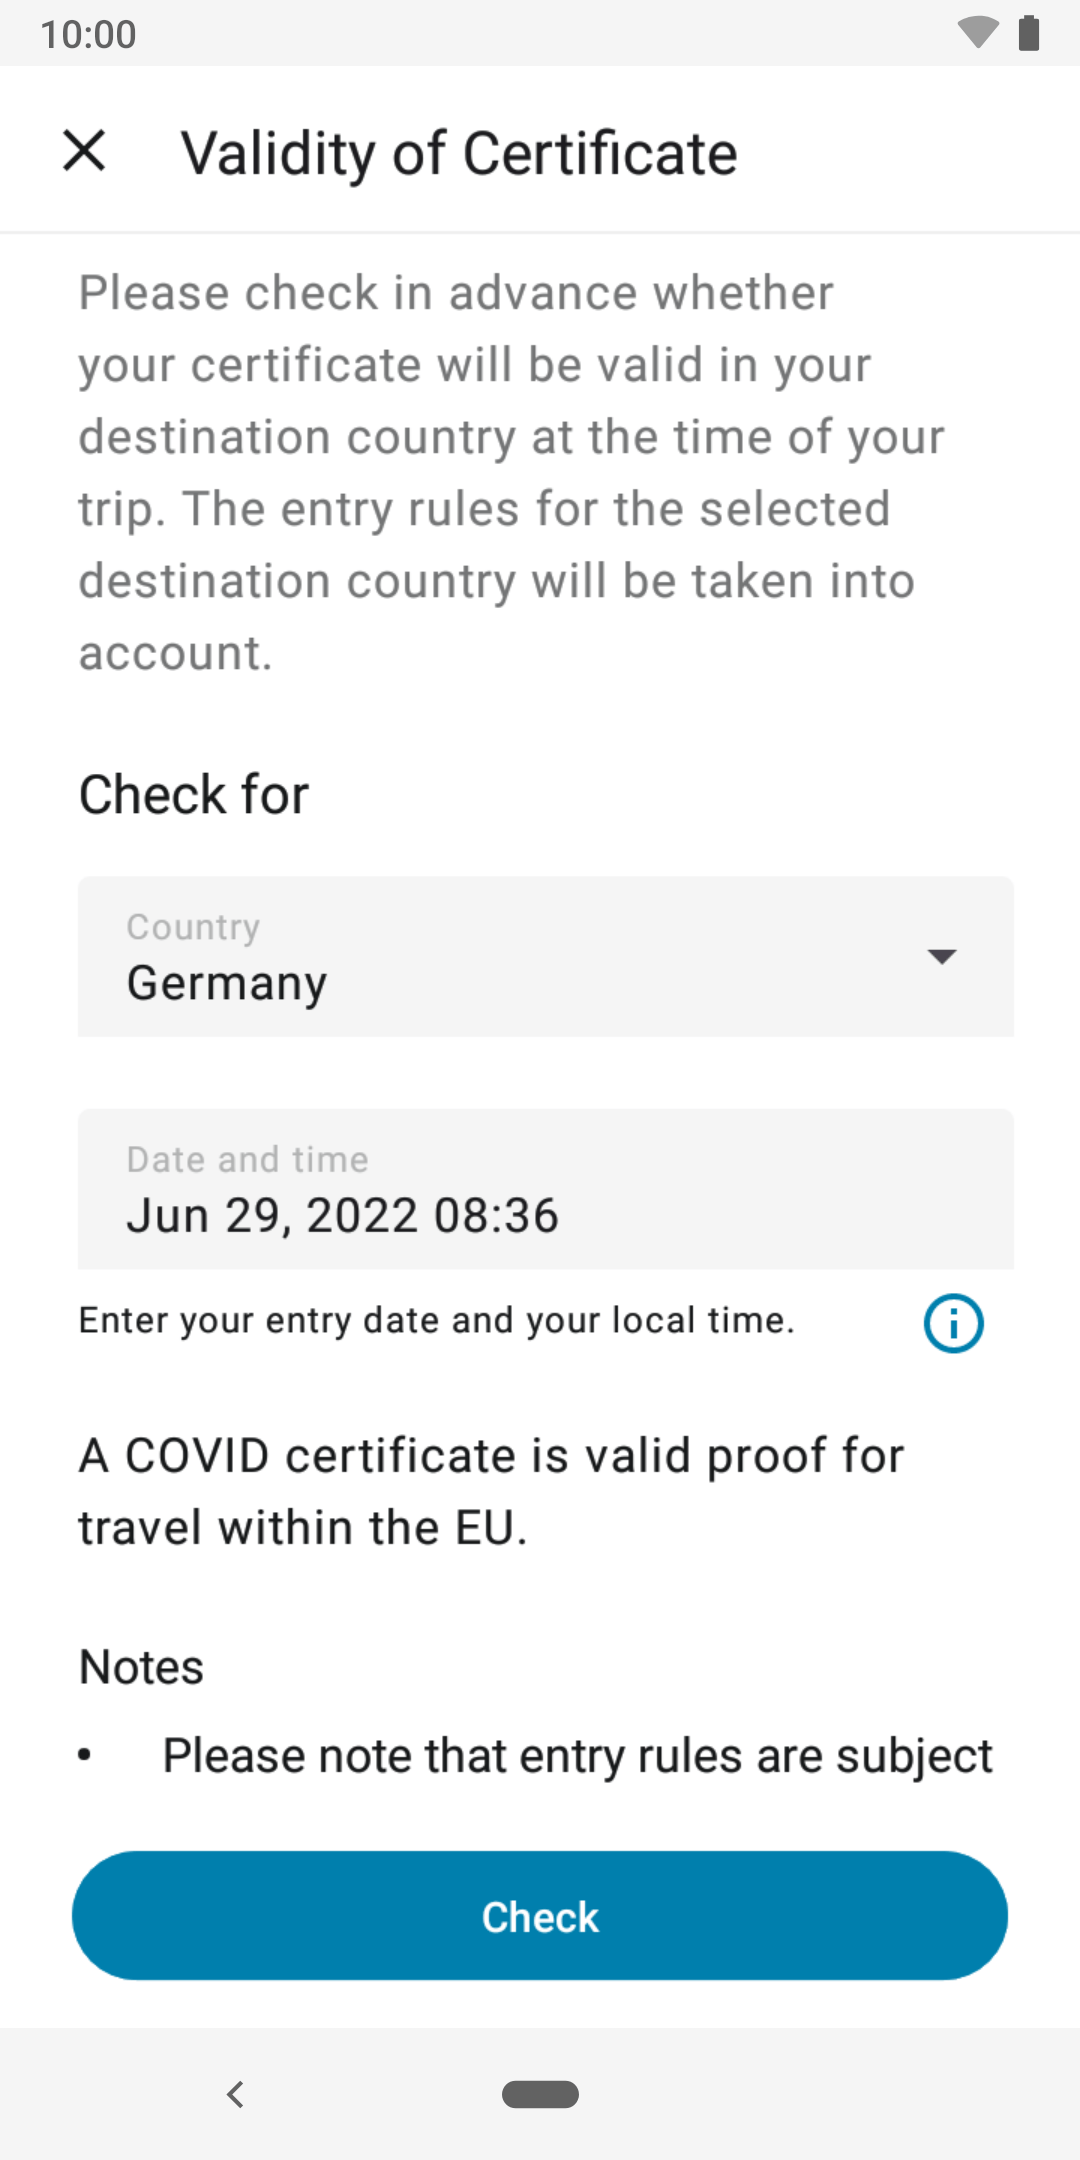 10:00
Validity of Certificate
Please check in advance whether
your certificate will be valid in your
destination country at the time of your
trip. The entry rules for the selected
destination country will be taken into
account.
Check for
Country
Germany
Date and time
Jun 29, 2022 08:36
Enter your entry date and your local time.
A COVID certificate is valid proof for
travel within the EU.
Notes
• Please note that entry rules are subject
Check